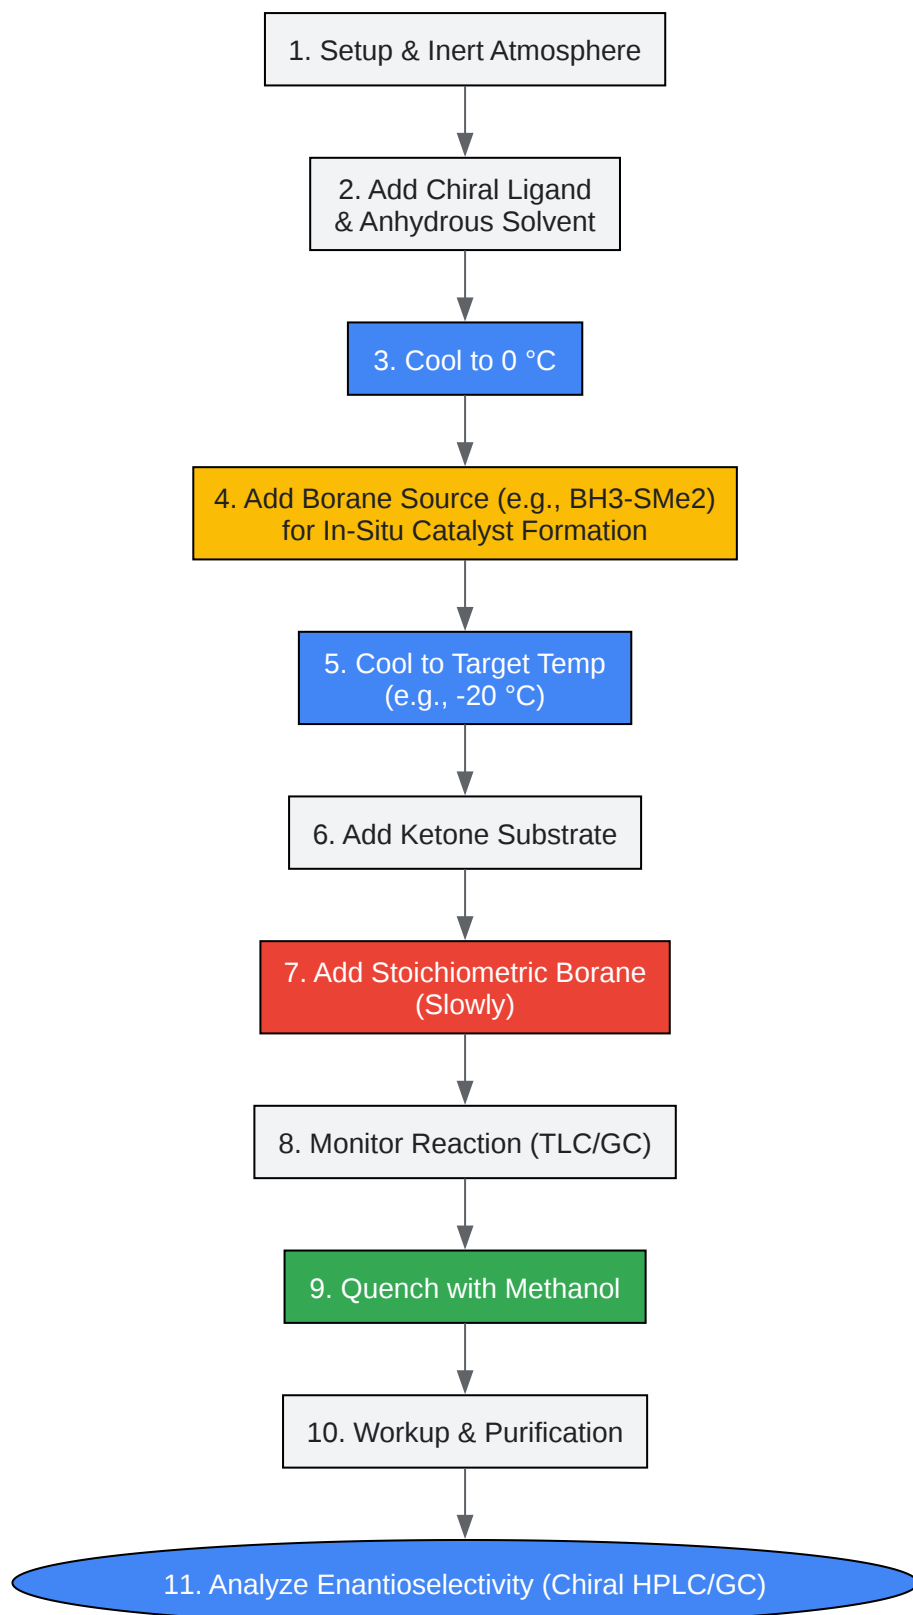 1. Setup & Inert Atmosphere
2. Add Chiral Ligand
& Anhydrous Solvent
3. Cool to 0 °C
4. Add Borane Source (e.g., BH3-SMe2)
for In-Situ Catalyst Formation
5. Cool to Target Temp
(e.g., -20 °C)
6. Add Ketone Substrate
7. Add Stoichiometric Borane
(Slowly)
8. Monitor Reaction (TLC/GC)
9. Quench with Methanol
10. Workup & Purification
11. Analyze Enantioselectivity (Chiral HPLC/GC)